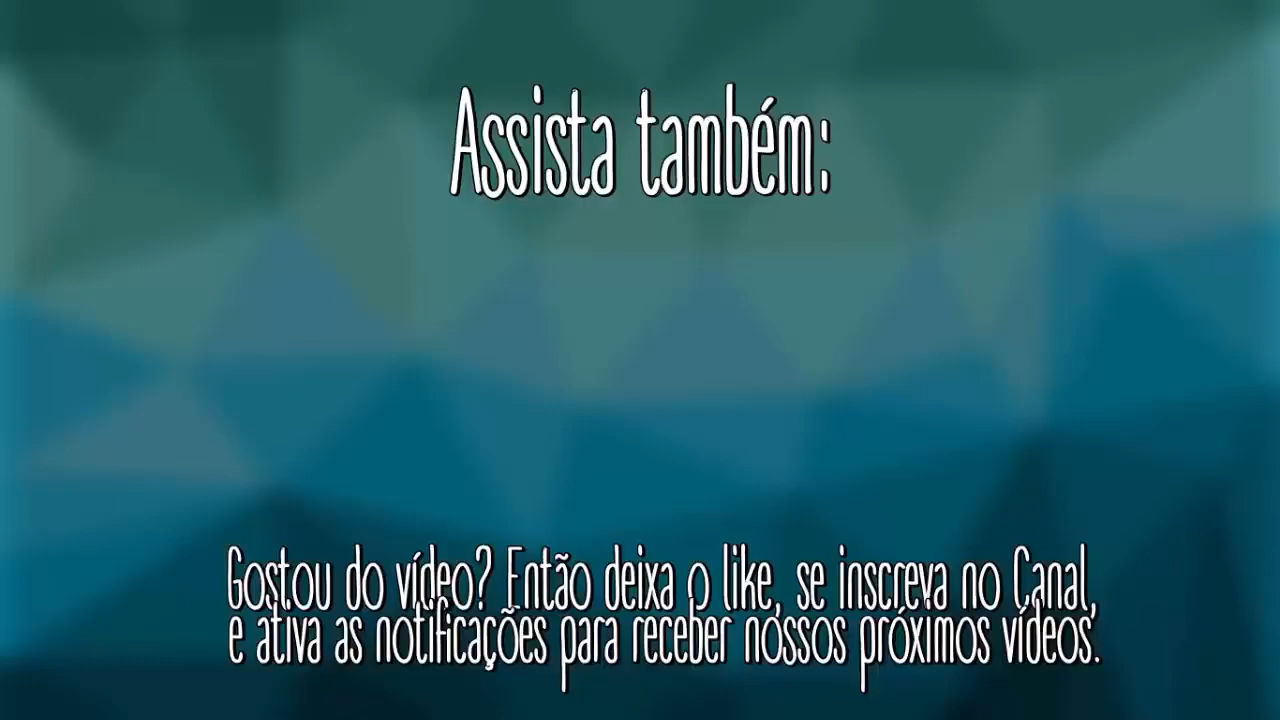 Assista também:
Gostou do vídeo? Então deixa o like, se inscreva no Canal,
e ativa as notificações para receber nossos próximos vídeos.